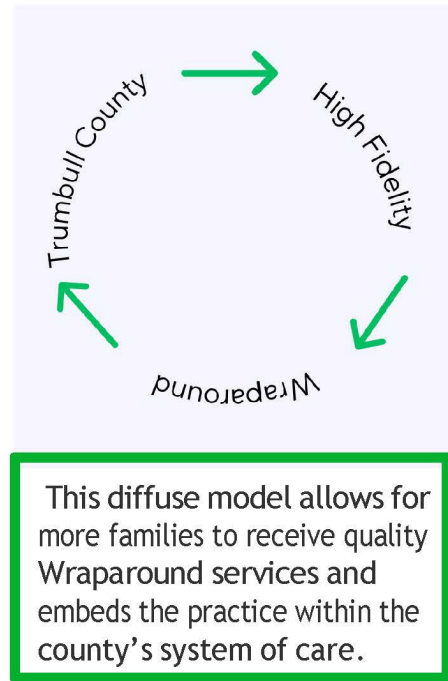 Trumbull County
High Fidelity
Wraparound
This diffuse model allows for
more families to receive quality
Wraparound services and
embeds the practice within the
county's system of care.